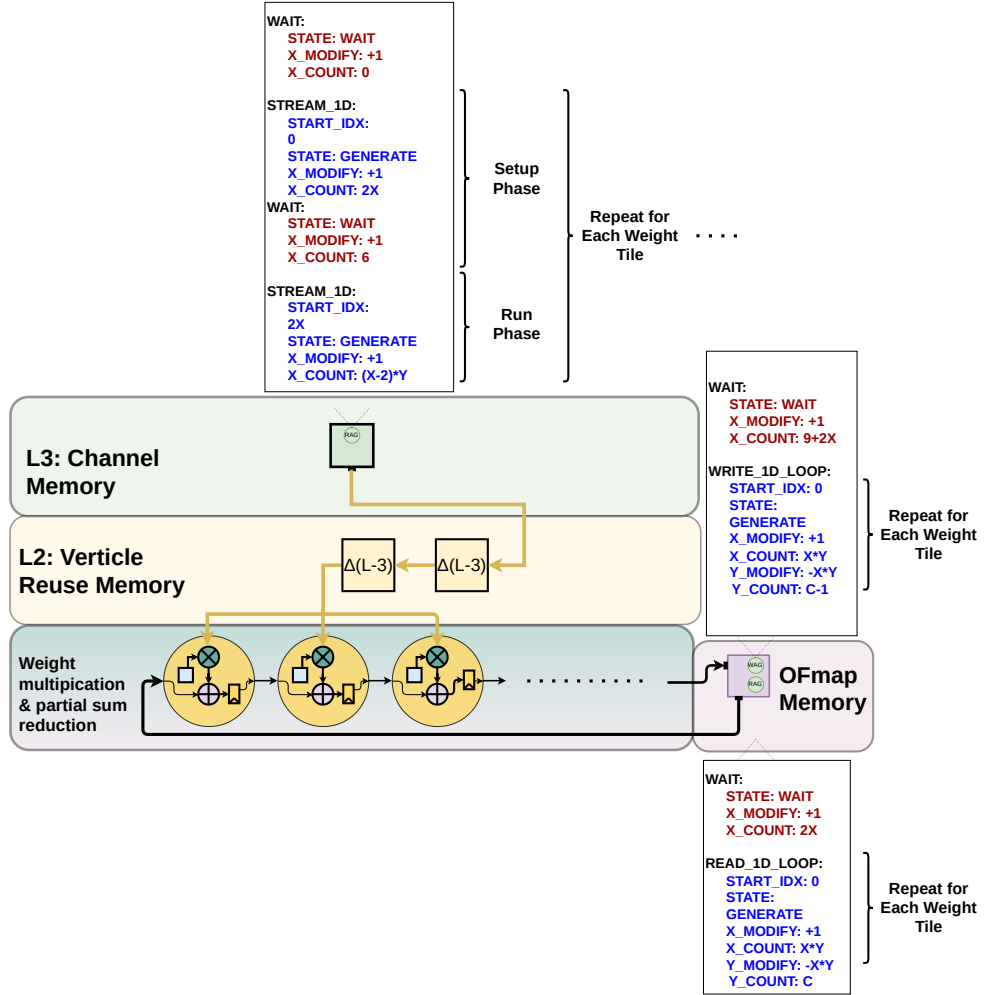 WAIT:
STATE: WAIT
X_MODIFY: +1
X_COUNT: 0
STREAM_1D:
START_IDX:
0
STATE: GENERATE
X_MODIFY: +1
X_COUNT: 2X
WAIT:
STATE: WAIT
X_MODIFY: +1
X_COUNT: 6
STREAM_1D:
START_IDX:
2X
STATE: GENERATE
X_MODIFY: +1
X_COUNT: (X-2)*Y
Setup
Phase
Run
Phase
Repeat for
Each Weight
Tile
. . . .
WAIT:
STATE: WAIT
X_MODIFY: +1
X_COUNT: 9+2X
WRITE_1D_LOOP:
START_IDX: 0
STATE:
GENERATE
X_MODIFY: +1
X_COUNT: X*Y
Y_MODIFY: -X*Y
Y_COUNT: C-1
Repeat for
Each Weight
Tile
L3: Channel
Memory
RAG
L2: Verticle
Reuse Memory
Δ(L-3)
Δ(L-3)
Weight
multipication
& partial sum
reduction
WAG
RAG
OFmap
Memory
WAIT:
STATE: WAIT
X_MODIFY: +1
X_COUNT: 2X
READ_1D_LOOP:
START_IDX: 0
STATE:
GENERATE
X_MODIFY: +1
X_COUNT: X*Y
Y_MODIFY: -X*Y
Y_COUNT: C
Repeat for
Each Weight
Tile